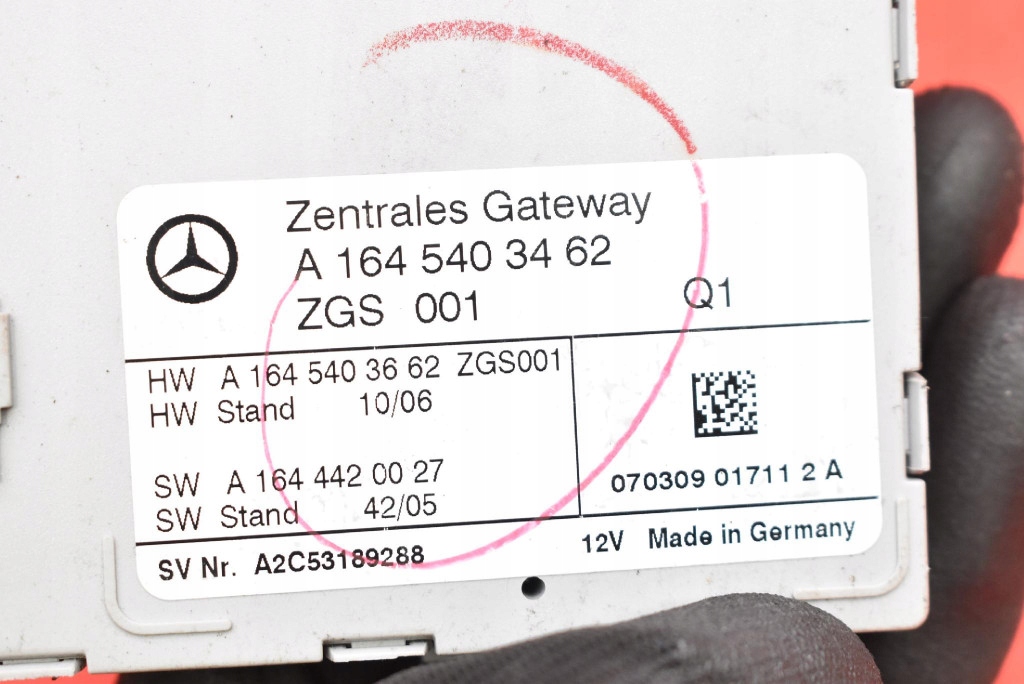 Zentrales Gateway
A 164 540 34 62
ZGS 001 Q1
HW A 164 540 36 62 ZGS001
HW Stand 10/06
SW A 164 442 00 27
SW Stand 42/05
070309 01711 2 A
SV Nr. A2C53189288
12V Made in Germany